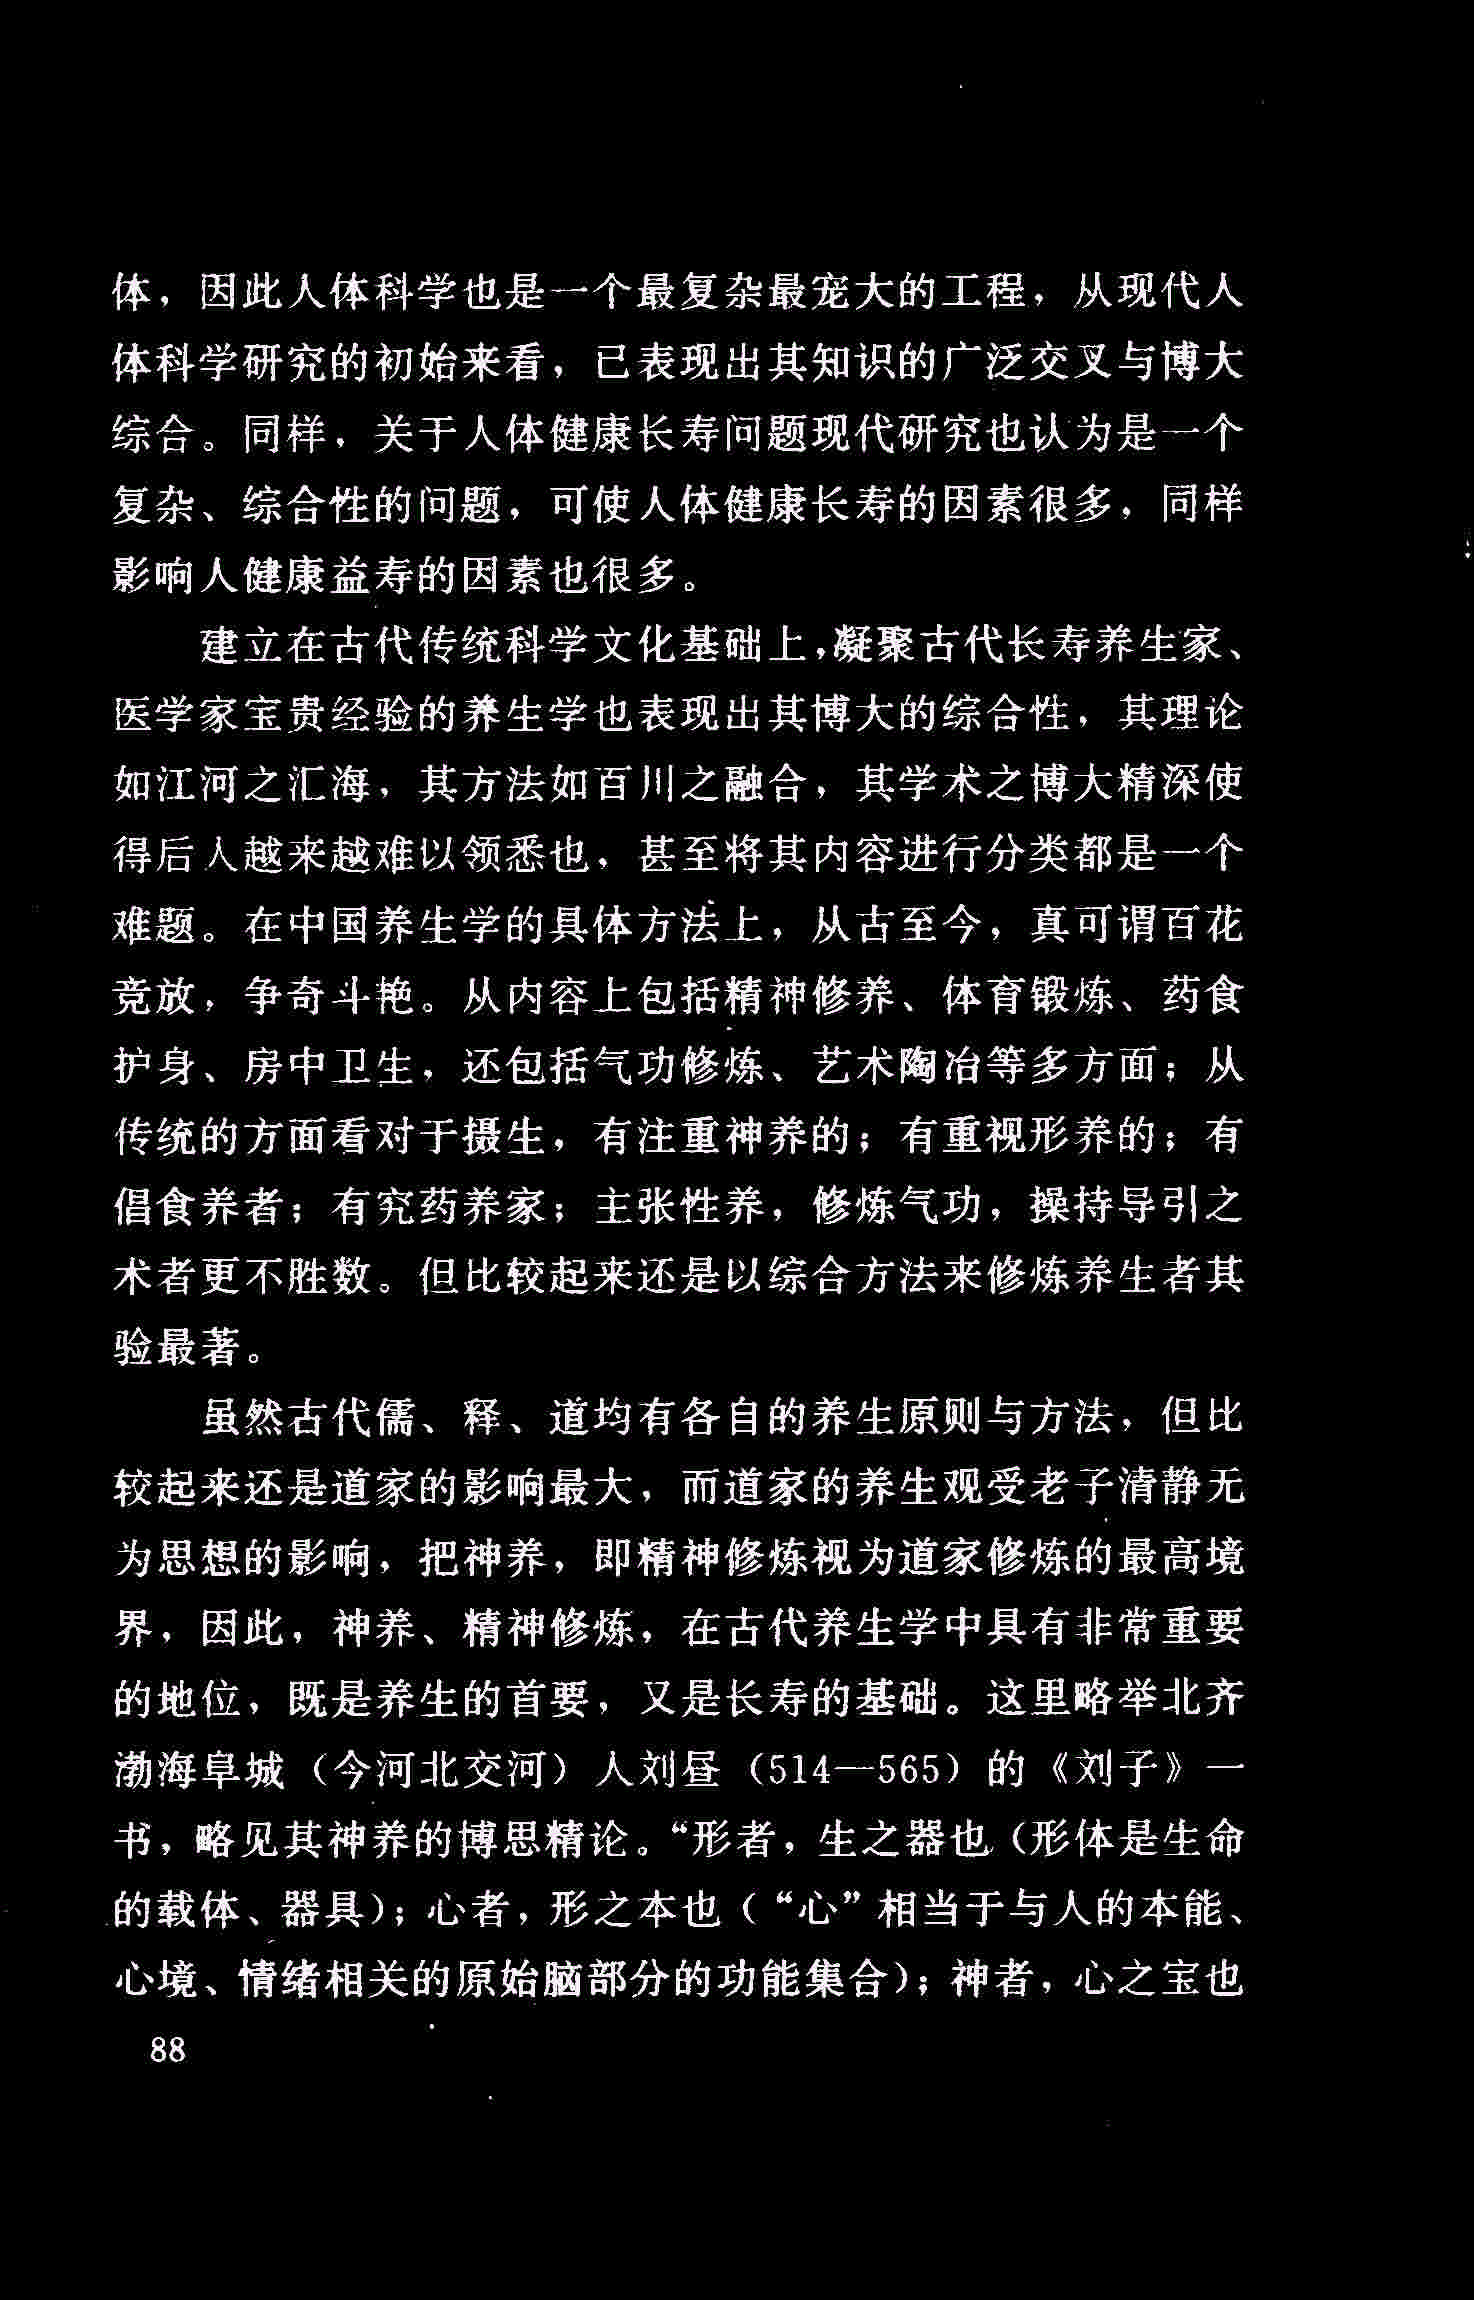 体，因此人体科学也是一个最复杂最宠大的工程，从现代人
体科学研究的初始来看，已表现出其知识的广泛交叉与博大
综合。同样，关于人体健康长寿问题现代研究也认为是一个
复杂、综合性的问题，可使人体健康长寿的因素很多，同样
影响人健康益寿的因素也很多。
建立在古代传统科学文化基础上，凝聚古代长寿养生家、
医学家宝贵经验的养生学也表现出其博大的综合性，其理论
如江河之汇海，其方法如百川之融合，其学术之博大精深使
得后人越来越难以领悉也，甚至将其内容进行分类都是一个
难题。在中国养生学的具体方法上，从古至今，真可谓百花
竞放，争奇斗艳。从内容上包括精神修养、体育锻炼、药食
护身、房中卫生，还包括气功修炼、艺术陶冶等多方面；从
传统的方面看对于摄生，有注重神养的；有重视形养的；有
倡食养者；有究药养家；主张性养，修炼气功，操持导引之
术者更不胜数。但比较起来还是以综合方法来修炼养生者其
验最著。
虽然古代儒、释、道均有各自的养生原则与方法，但比
较起来还是道家的影响最大，而道家的养生观受老子清静无
为思想的影响，把神养，即精神修炼视为道家修炼的最高境
界，因此，神养、精神修炼，在古代养生学中具有非常重要
的地位，既是养生的首要，又是长寿的基础。这里略举北齐
渤海阜城（今河北交河）人刘昼（514—565）的《刘子》一
书，略见其神养的博思精论。“形者，生之器也（形体是生命
的载体、器具）；心者，形之本也（“心”相当于与人的本能、
心境、情绪相关的原始脑部分的功能集合）；神者，心之宝也
88